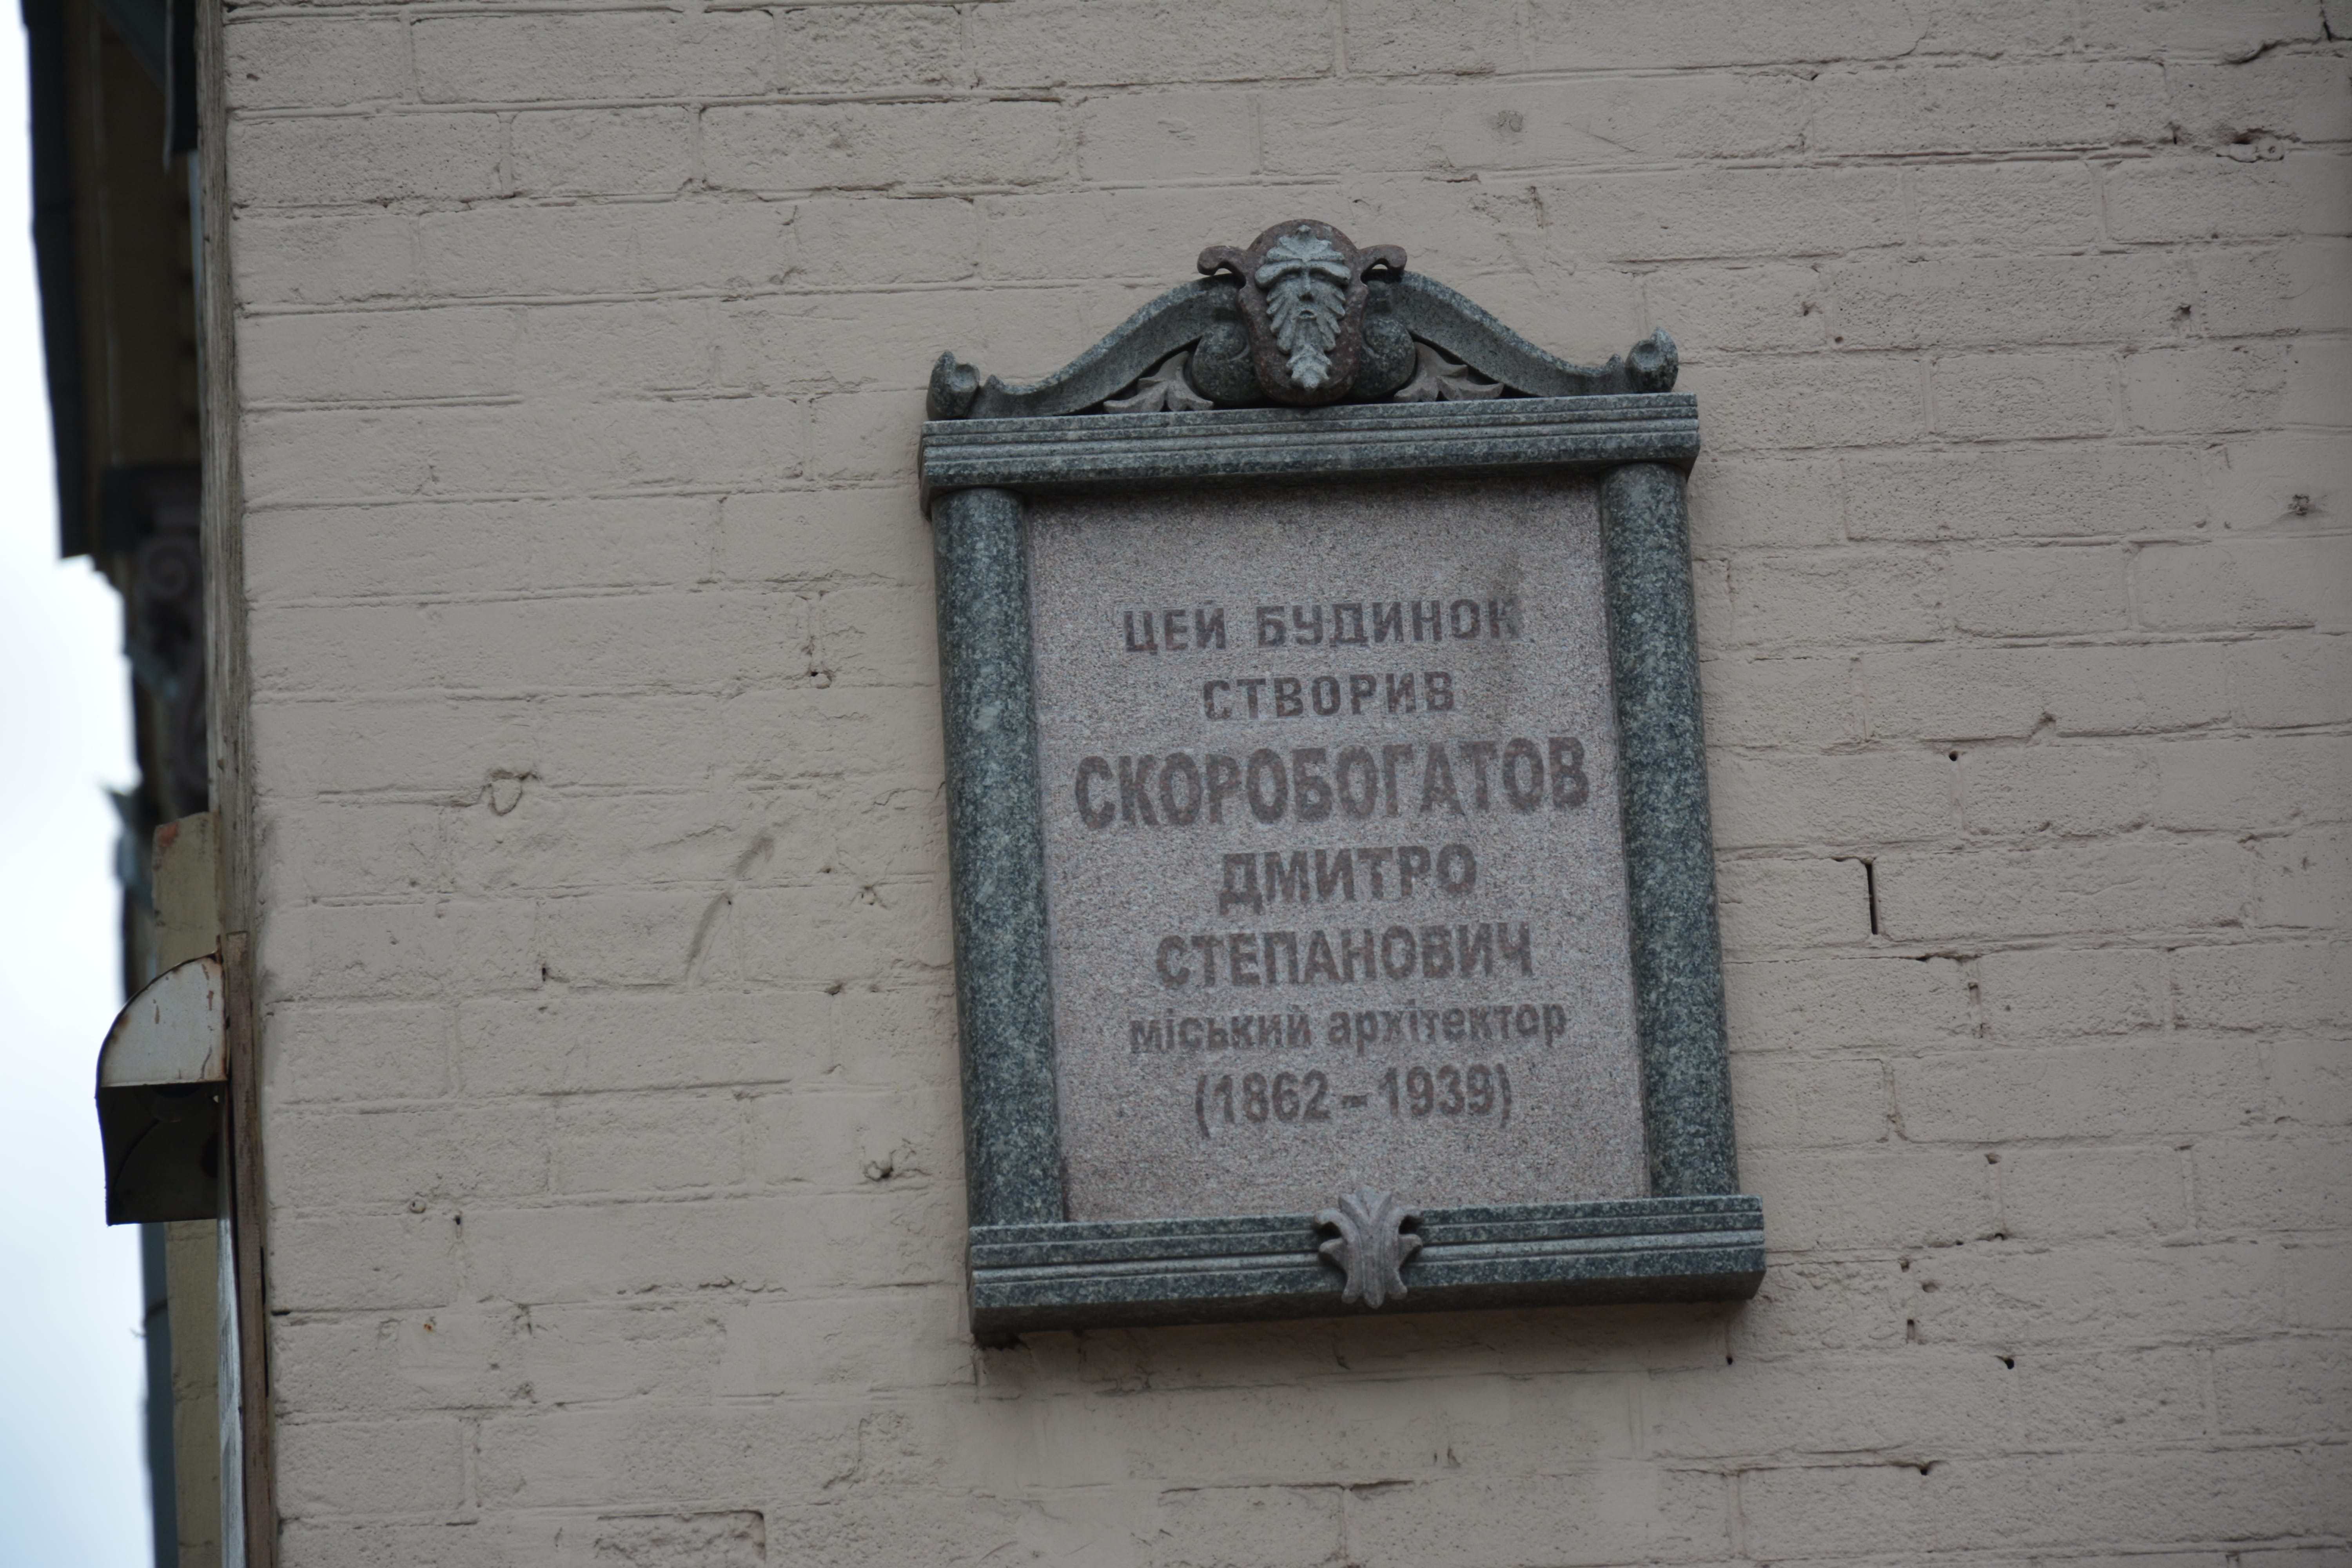 ЦЕЙ БУДИНОК
СТВОРИВ
СКОРОБОГАТОВ
ДМИТРО
СТЕПАНОВИЧ
міський архітектор
(1862 – 1939)